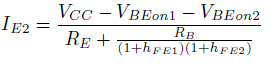 I_{E2} = \frac{V_{CC} - V_{BEon1} - V_{BEon2}}{R_E + \frac{R_B}{(1+h_{FE1})(1+h_{FE2})}}